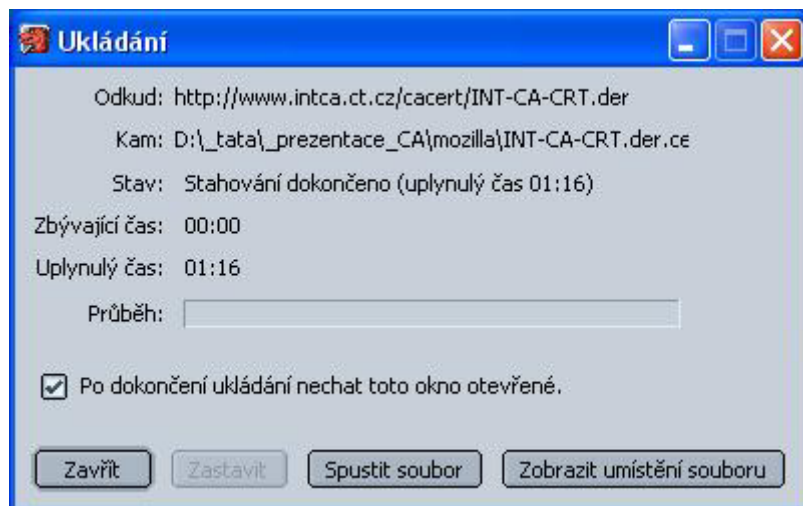 Ukládání
Odkud: http://www.intca.ct.cz/cacert/INT-CA-CRT.der
Kam: D:\_tata\_prezentace_CA\mozilla\INT-CA-CRT.der.ce
Stav: Stahování dokončeno (uplynulý čas 01:16)
Zbývající čas: 00:00
Uplynulý čas: 01:16
Průběh:
Po dokončení ukládání nechat toto okno otevřené.
Zavřít Zastavit Spustit soubor Zobrazit umístění souboru